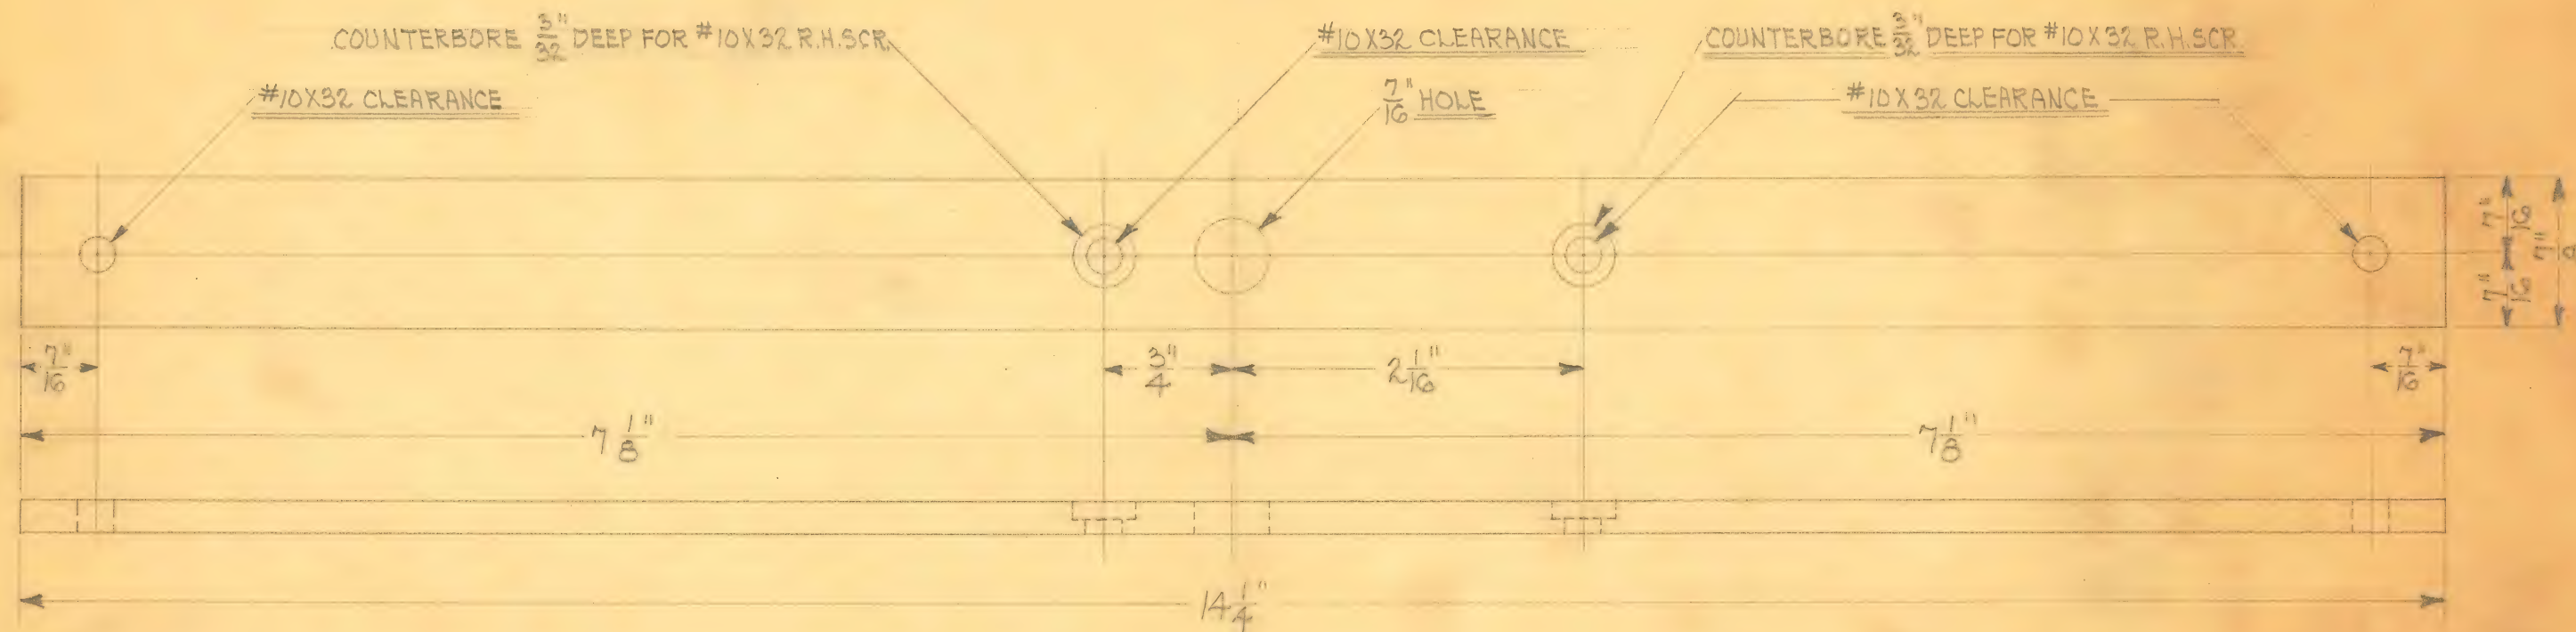 COUNTERBORE 3/32" DEEP FOR #10X32 R.H.SCR.
#10X32 CLEARANCE
COUNTERBORE 3/32" DEEP FOR #10X32 R.H.SCR.
#10X32 CLEARANCE
7/16" HOLE
#10X32 CLEARANCE
7/16"
7/16"
7"
7/16"
3/4"
2 1/16"
7/16"
7 1/8"
7 1/8"
14 1/4"